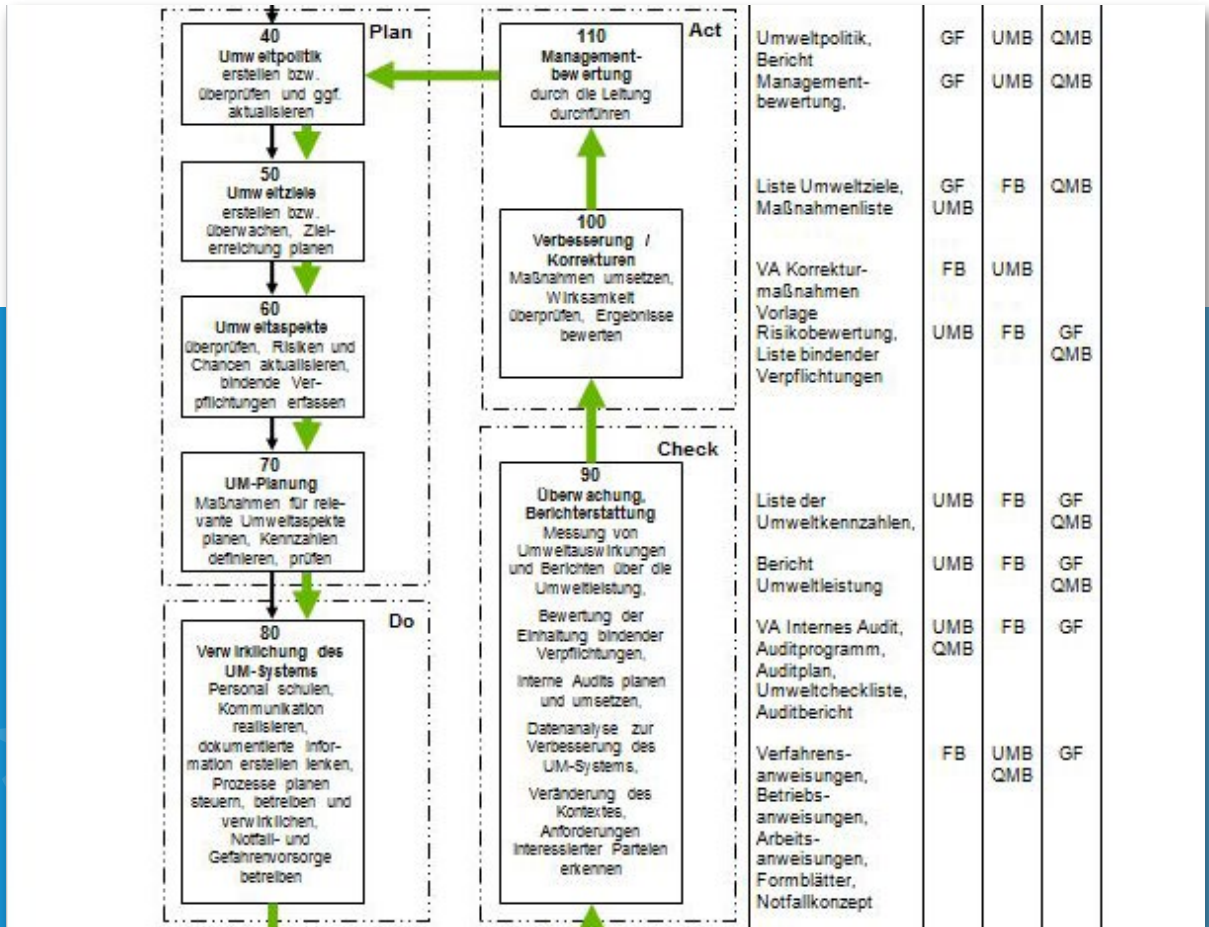 Plan
40
Umweltpolitik
erstellen bzw.
überprüfen und ggf.
aktualisieren
50
Umweltziele
erstellen bzw.
überwachen, Ziel-
erreichung planen
60
Umweltaspekte
überprüfen, Risiken und
Chancen aktualisieren,
bindende Ver-
pflichtungen erfassen
70
UM-Planung
Maßnahmen für rele-
vante Umweltaspekte
planen, Kennzahlen
definieren, prüfen
Do
80
Verwirklichung des
UM-Systems
Personal schulen,
Kommunikation
realisieren,
dokumentierte Infor-
mation erstellen lenken,
Prozesse planen
steuern, betreiben und
verwirklichen,
Notfall- und
Gefahrenvorsorge
betreiben
Act
110
Management-
bewertung
durch die Leitung
durchführen
100
Verbesserung /
Korrekturen
Maßnahmen umsetzen,
Wirksamkeit
überprüfen, Ergebnisse
bewerten
Check
90
Überwachung,
Berichterstattung
Messung von
Umweltauswirkungen
und Berichten über die
Umweltleistung,
Bewertung der
Einhaltung bindender
Verpflichtungen,
Interne Audits planen
und umsetzen,
Datenanalyse zur
Verbesserung des
UM-Systems,
Veränderung des
Kontextes,
Anforderungen
interessierter Parteien
erkennen
Umweltpolitik, GF UMB QMB
Bericht
Management- GF UMB QMB
bewertung,
Liste Umweltziele, GF FB QMB
Maßnahmenliste UMB
VA Korrektur- FB UMB
maßnahmen
Vorlage
Risikobewertung, UMB FB GF
Liste bindender QMB
Verpflichtungen
Liste der UMB FB GF
Umweltkennzahlen, QMB
Bericht UMB FB GF
Umweltleistung QMB
VA Internes Audit, UMB FB GF
Auditprogramm, QMB
Auditplan,
Umweltcheckliste,
Auditbericht
Verfahrens- FB UMB GF
anweisungen, QMB
Betriebs-
anweisungen,
Arbeits-
anweisungen,
Formblätter,
Notfallkonzept